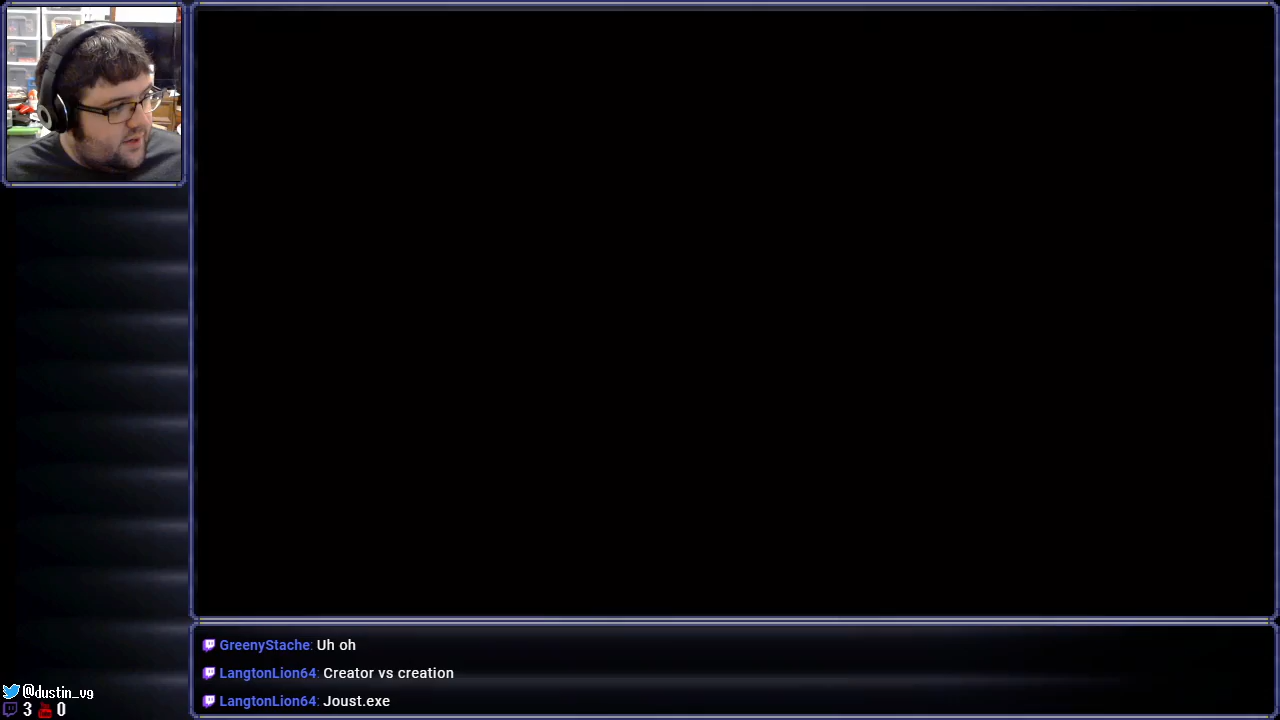 GreenyStache: Uh oh
LangtonLion64: Creator vs creation
LangtonLion64: Joust.exe
@dustin_vg
3 0